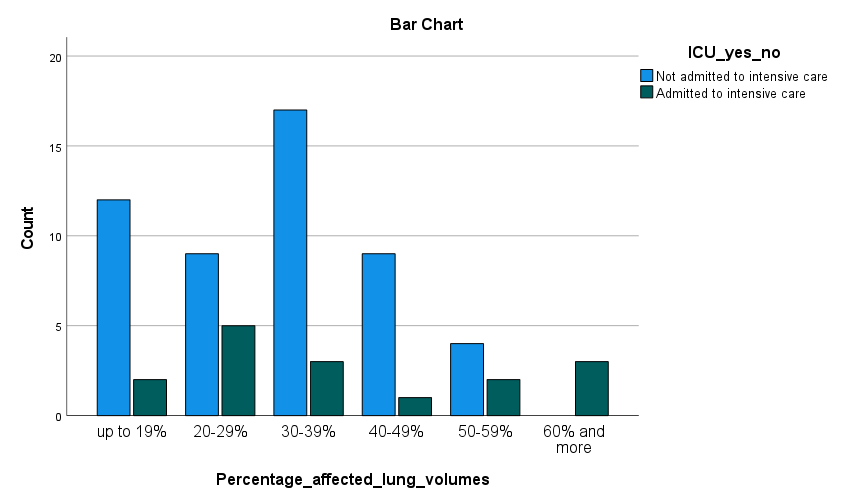 Bar Chart
ICU_yes_no
Not admitted to intensive care
Admitted to intensive care
20
15
10
5
0
Count
up to 19%
20-29%
30-39%
40-49%
50-59%
60% and
more
Percentage_affected_lung_volumes